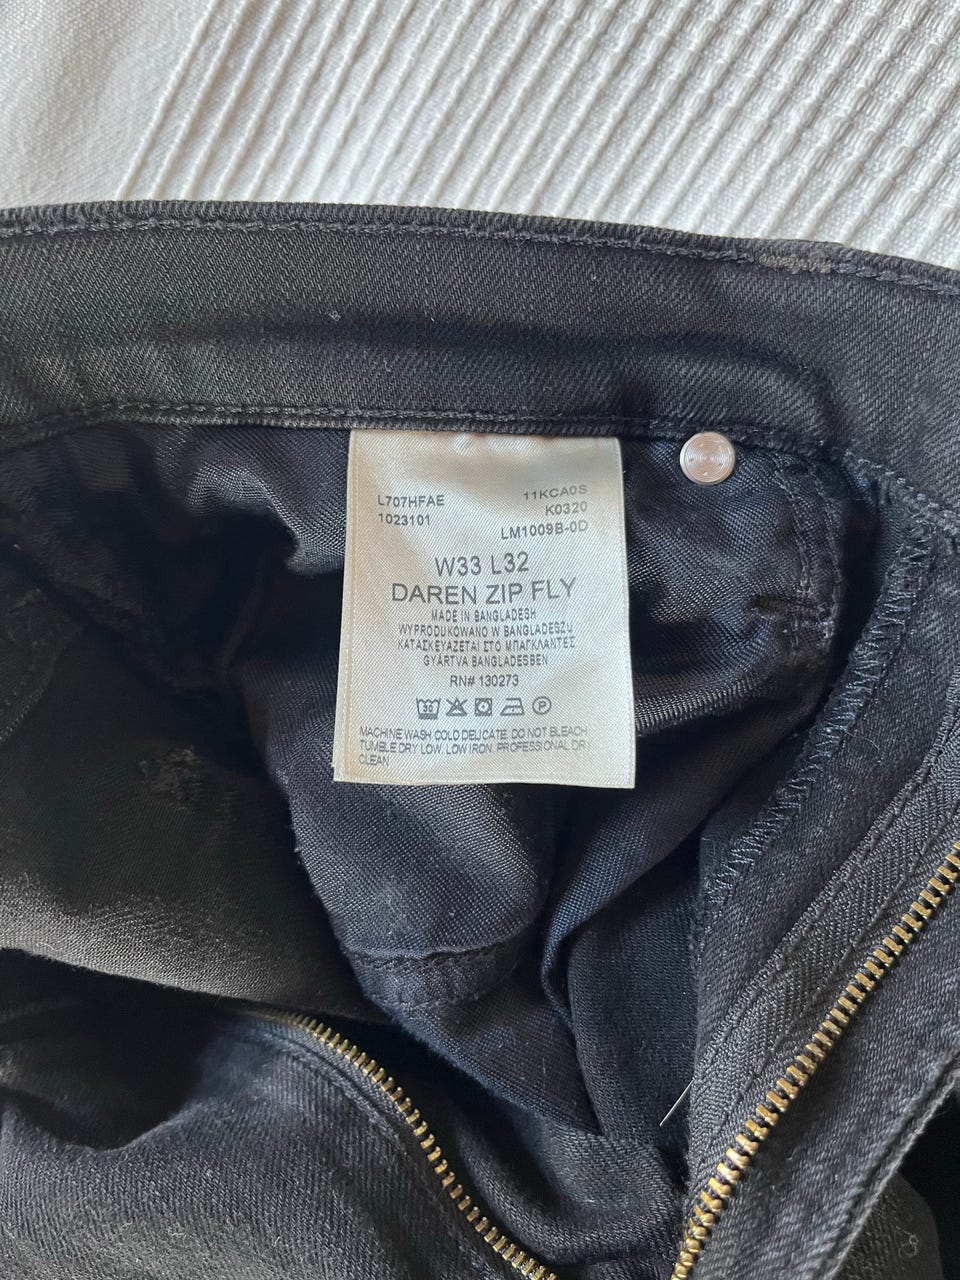 L707HFAE 11KCA0S
1023101 K0320
LM1009B-0D
W33 L32
DAREN ZIP FLY
MADE IN BANGLADESH
WYPRODUKOWANO W BANGLADESZU
ΚΑΤΑΣΚΕΥΑΖΕΤΑΙ ΣΤΟ ΜΠΑΓΚΛΑΝΤΕΣ
GYÁRTVA BANGLADESBEN
RN# 130273
30 P
MACHINE WASH COLD DELICATE. DO NOT BLEACH.
TUMBLE DRY LOW. LOW IRON. PROFESSIONAL DRY
CLEAN